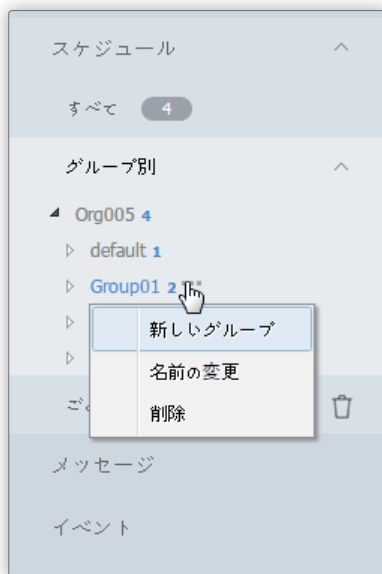 スケジュール
すべて 4
グループ別
Org005 4
default 1
Group01 2
新しいグループ
名前の変更
削除
メッセージ
イベント